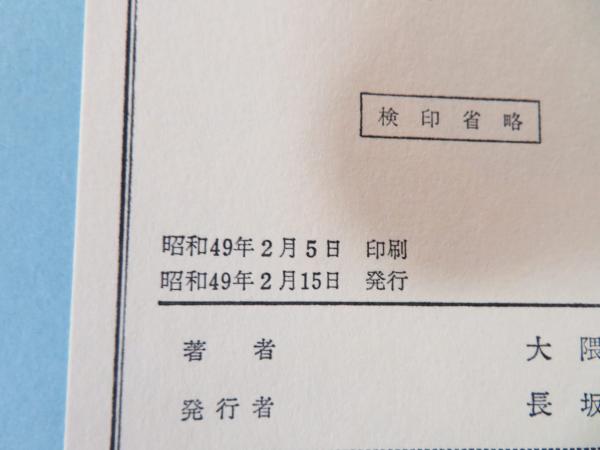 検印省略
昭和49年2月5日 印刷
昭和49年2月15日 発行
著者 大隈
発行者 長坂